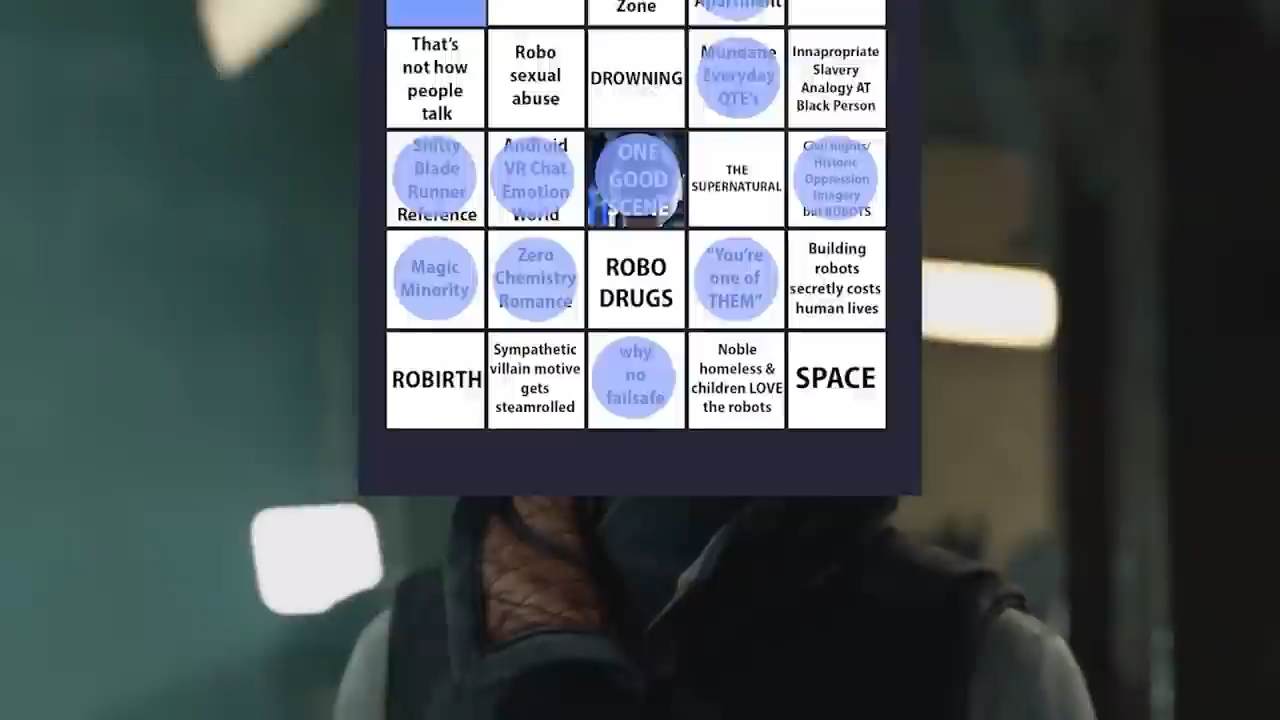 Zone
Apartment
That's
not how
people
talk
Robo
sexual
abuse
DROWNING
Mundane
Everyday
QTE's
Innapropriate
Slavery
Analogy AT
Black Person
Shitty
Blade
Runner
Reference
Android
VR Chat
Emotion
World
ONE
GOOD
SCENE
THE
SUPERNATURAL
Civil Rights/
Historic
Oppression
Imagery
but ROBOTS
Magic
Minority
Zero
Chemistry
Romance
ROBO
DRUGS
"You're
one of
THEM"
Building
robots
secretly costs
human lives
ROBIRTH
Sympathetic
villain motive
gets
steamrolled
why
no
failsafe
Noble
homeless &
children LOVE
the robots
SPACE